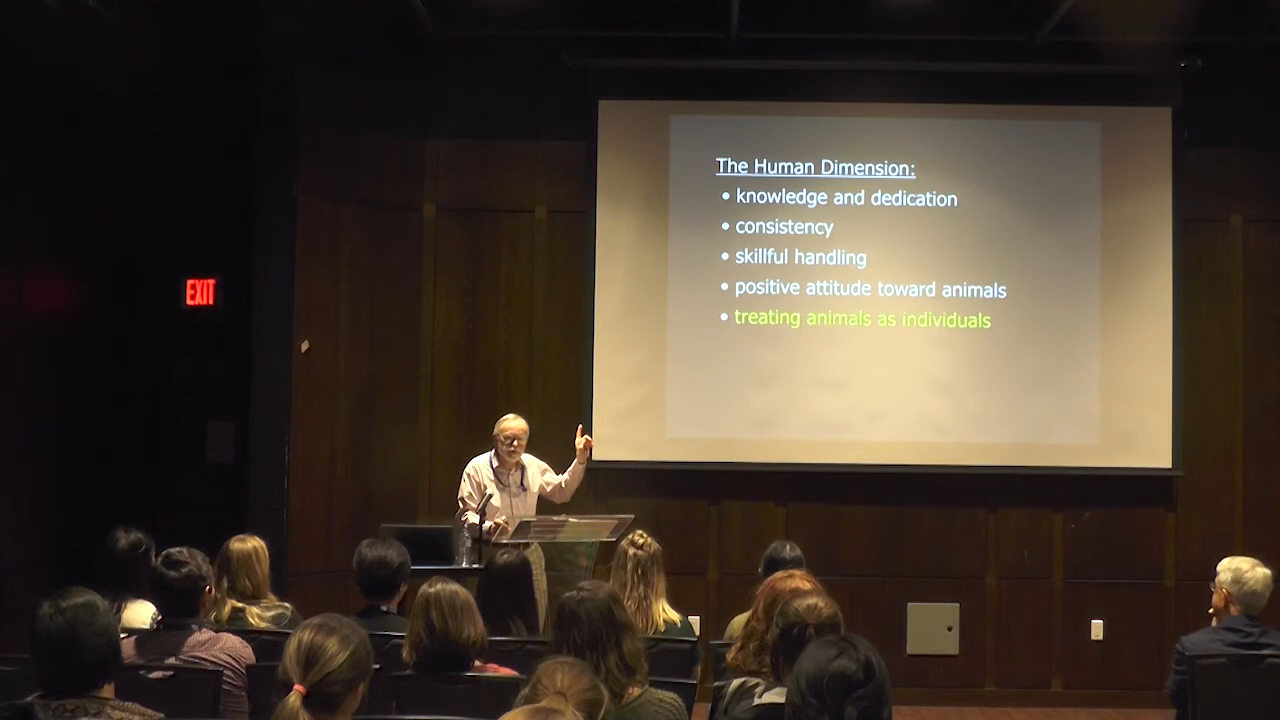 The Human Dimension:
• knowledge and dedication
• consistency
• skillful handling
• positive attitude toward animals
• treating animals as individuals
EXIT